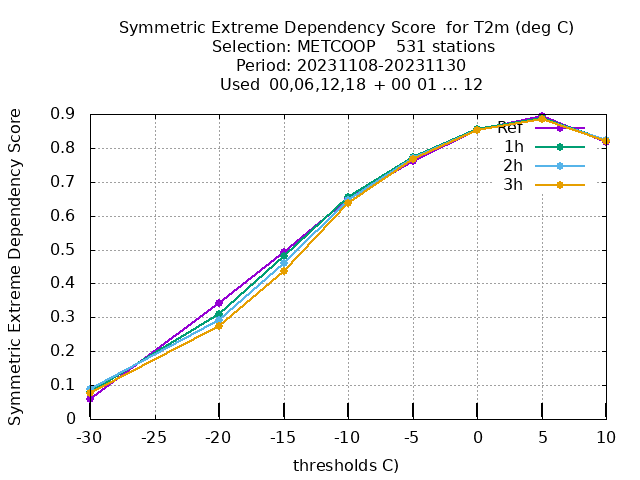 Symmetric Extreme Dependency Score for T2m (deg C)
Selection: METCOOP 531 stations
Period: 20231108-20231130
Used 00,06,12,18 + 00 01 ... 12
Symmetric Extreme Dependency Score
0.9
0.8
0.7
0.6
0.5
0.4
0.3
0.2
0.1
0
Ref
1h
2h
3h
-30 -25 -20 -15 -10 -5 0 5 10
thresholds C)